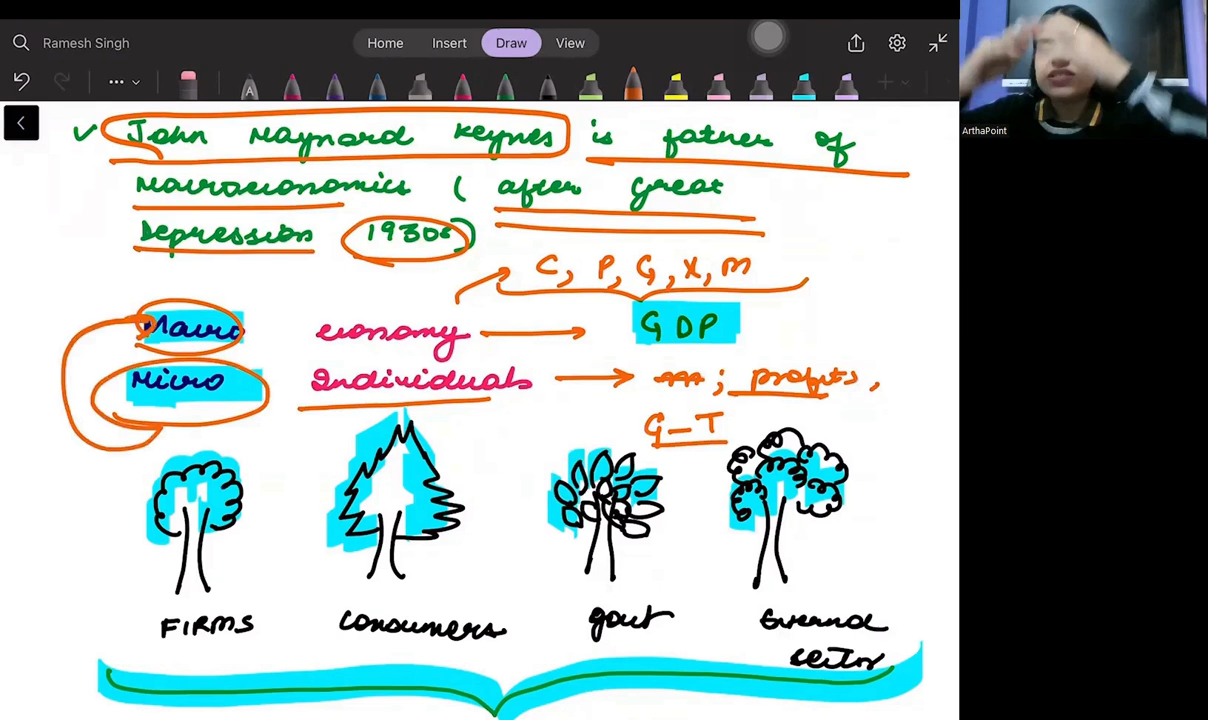 Ramesh Singh
Home Insert Draw View
A
ArthaPoint
John Maynard Keynes is father of
Macroeconomics ( after Great
Depression (1930s)
C, P, G, X, M
Macro economy GDP
Micro Individuals ; profits,
G-T
FIRMS Consumers govt External
sector